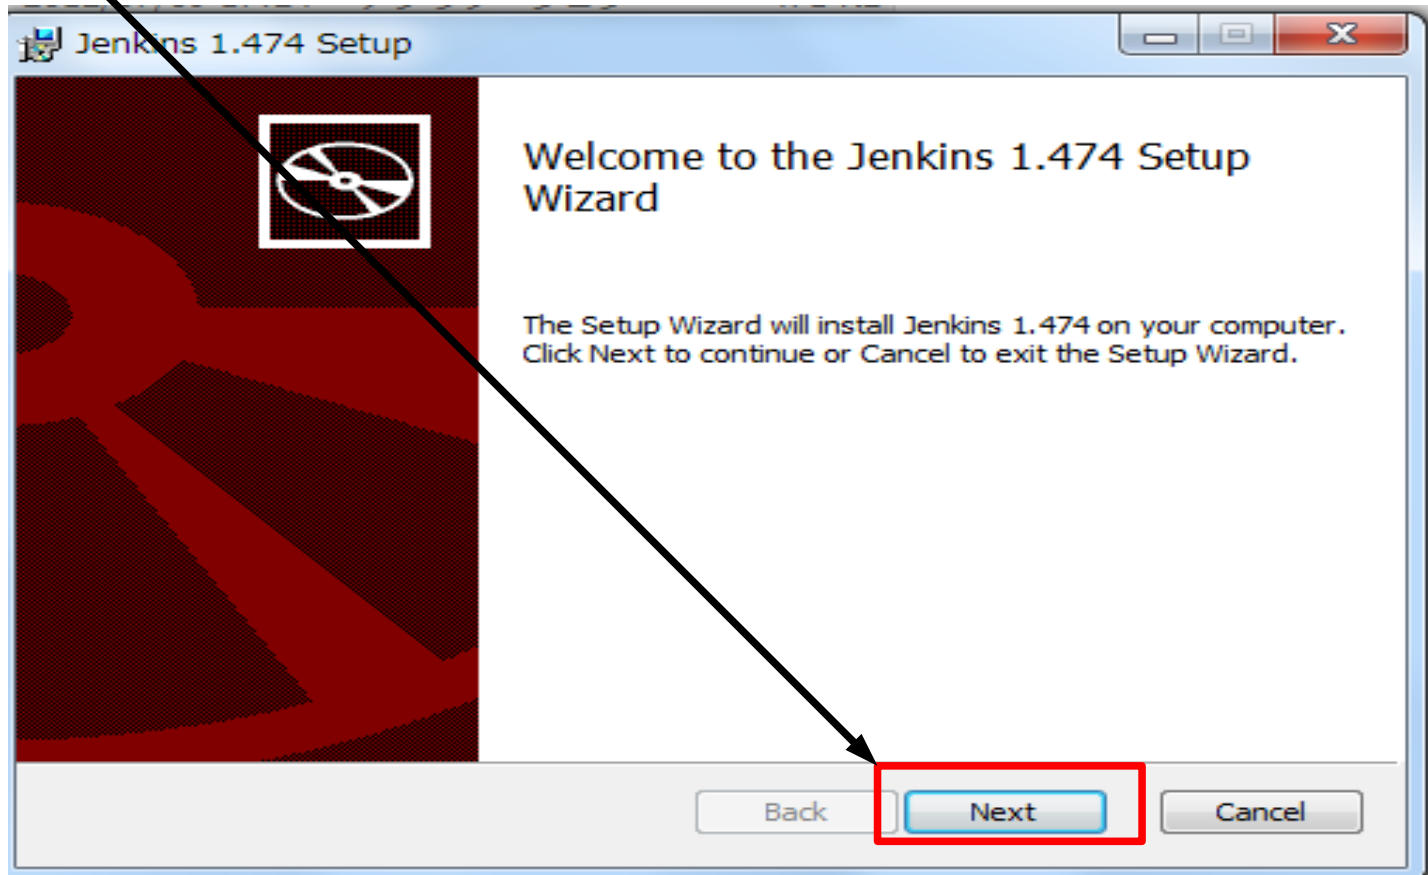 Jenkins 1.474 Setup
Welcome to the Jenkins 1.474 Setup
Wizard
The Setup Wizard will install Jenkins 1.474 on your computer.
Click Next to continue or Cancel to exit the Setup Wizard.
Back Next Cancel